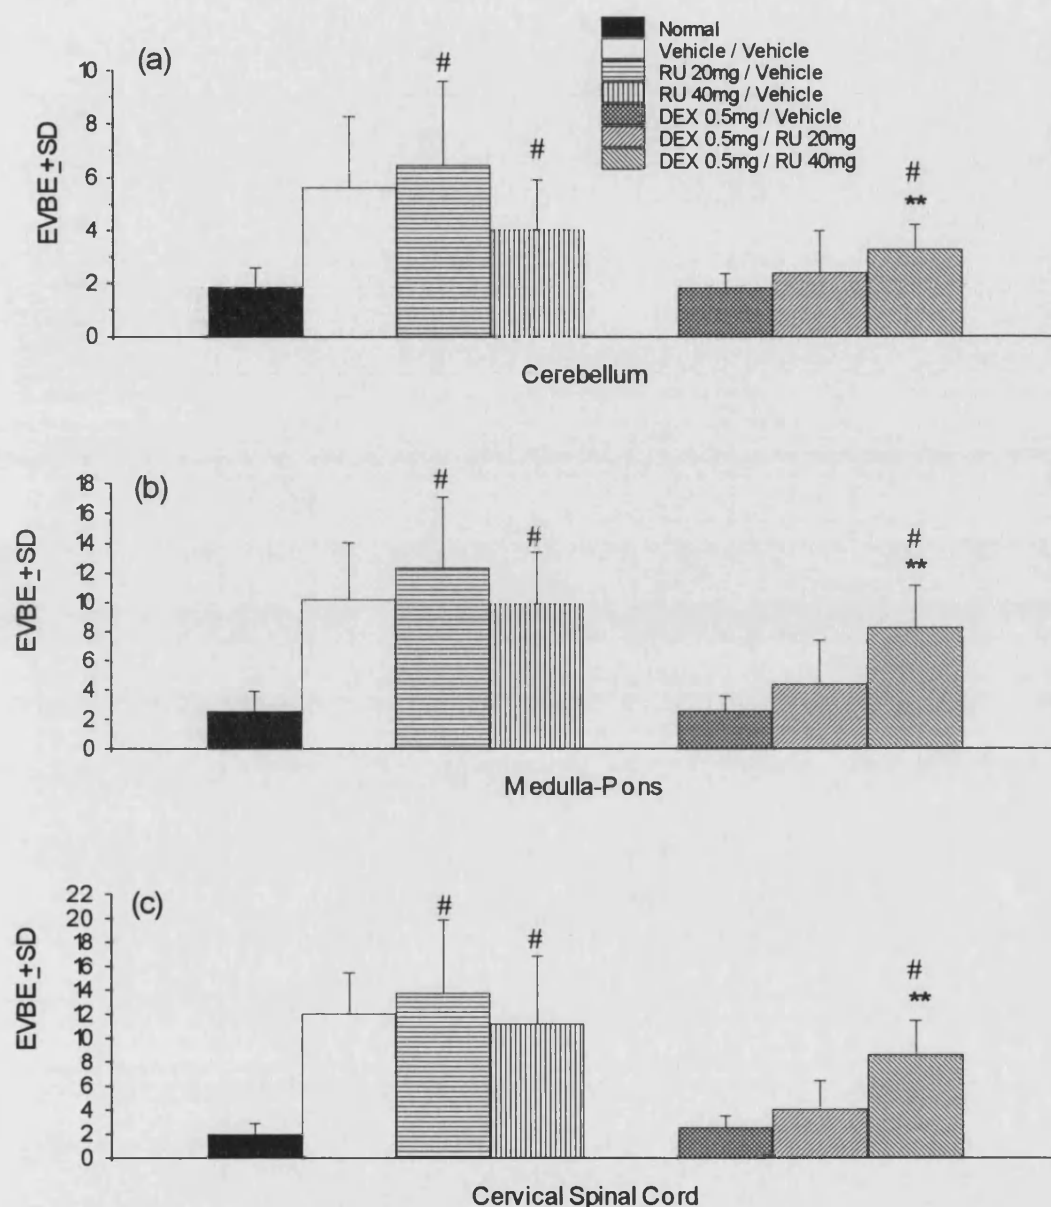 Normal
Vehicle / Vehicle
RU 20mg / Vehicle
RU 40mg / Vehicle
DEX 0.5mg / Vehicle
DEX 0.5mg / RU 20mg
DEX 0.5mg / RU 40mg
(a)
EVBE±SD
10
8
6
4
2
0
#
#
#
**
Cerebellum
(b)
EVBE±SD
18
16
14
12
10
8
6
4
2
0
#
#
#
**
Medulla-Pons
(c)
EVBE±SD
22
20
18
16
14
12
10
8
6
4
2
0
#
#
#
**
Cervical Spinal Cord